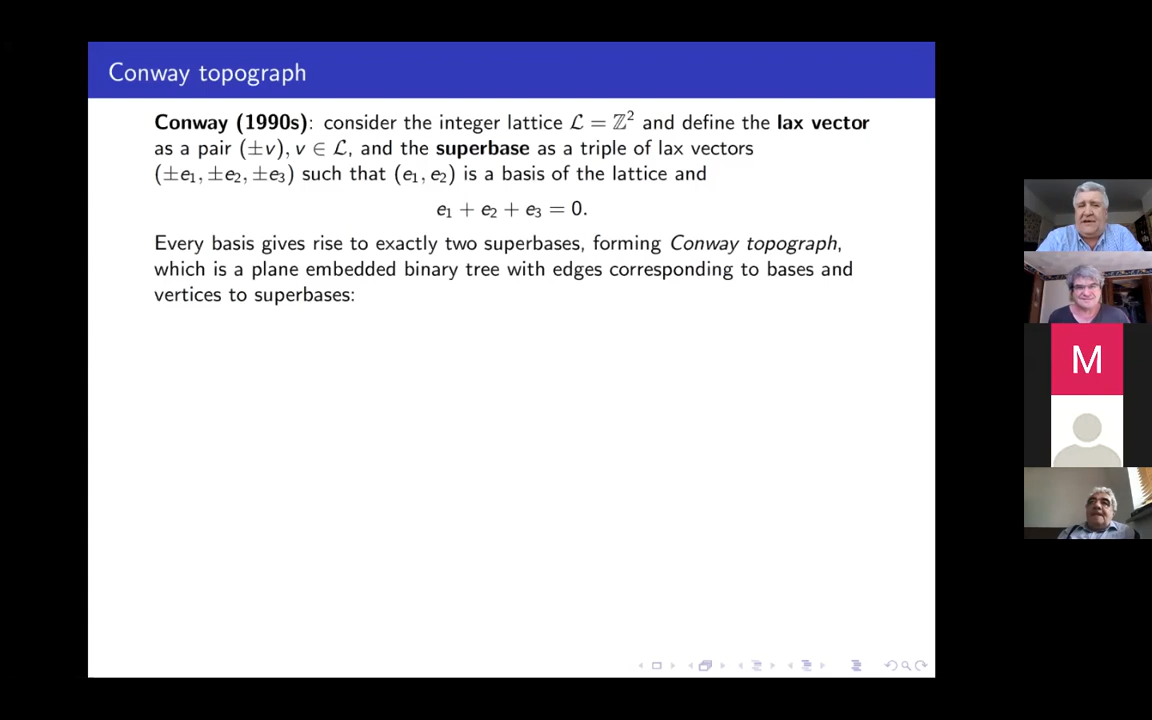 Conway topograph
Conway (1990s): consider the integer lattice ℒ = ℤ² and define the lax vector
as a pair (±v), v ∈ ℒ, and the superbase as a triple of lax vectors
(±e₁, ±e₂, ±e₃) such that (e₁, e₂) is a basis of the lattice and
e₁ + e₂ + e₃ = 0.
Every basis gives rise to exactly two superbases, forming Conway topograph,
which is a plane embedded binary tree with edges corresponding to bases and
vertices to superbases:
M